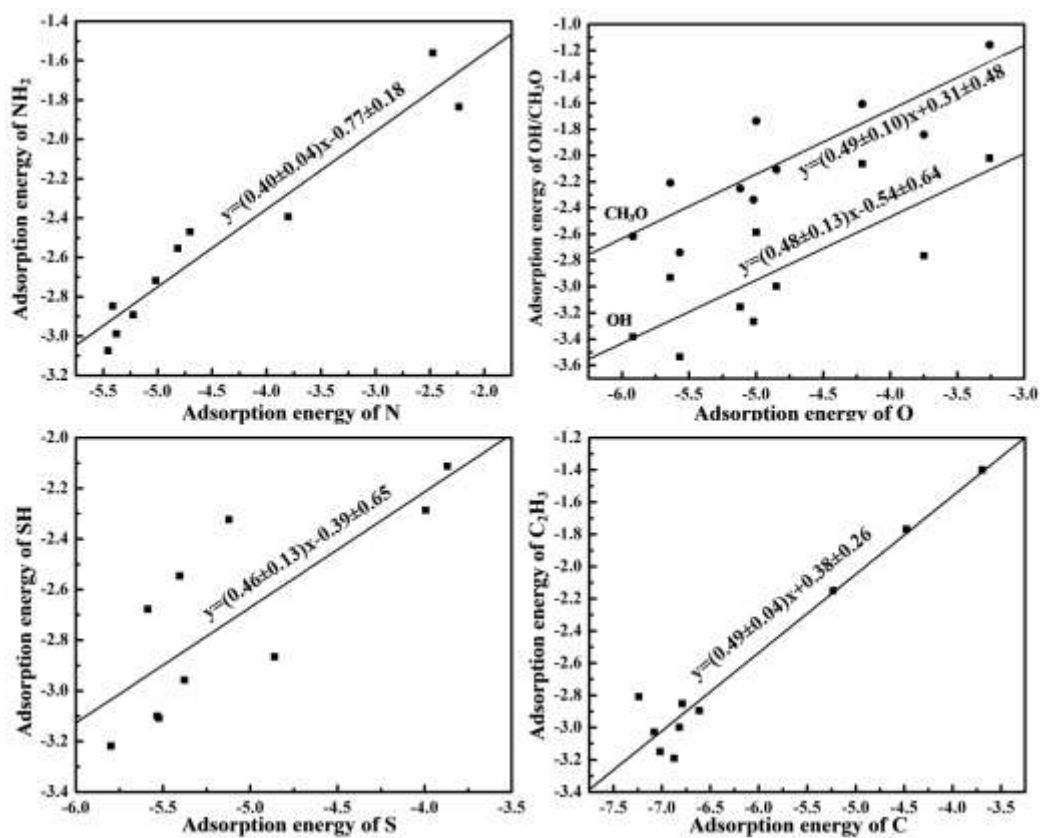 -1.4
-1.6
-1.8
-2.0
-2.2
-2.4
-2.6
-2.8
-3.0
-3.2
Adsorption energy of NH₂
y=(0.40±0.04)x-0.77±0.18
-5.5 -5.0 -4.5 -4.0 -3.5 -3.0 -2.5 -2.0
Adsorption energy of N
-1.0
-1.2
-1.4
-1.6
-1.8
-2.0
-2.2
-2.4
-2.6
-2.8
-3.0
-3.2
-3.4
-3.6
Adsorption energy of OH/CH₃O
y=(0.49±0.10)x+0.31±0.48
CH₃O
y=(0.48±0.13)x-0.54±0.64
OH
-6.0 -5.5 -5.0 -4.5 -4.0 -3.5 -3.0
Adsorption energy of O
-2.0
-2.2
-2.4
-2.6
-2.8
-3.0
-3.2
-3.4
Adsorption energy of SH
y=(0.46±0.13)x-0.39±0.65
-6.0 -5.5 -5.0 -4.5 -4.0 -3.5
Adsorption energy of S
-1.2
-1.4
-1.6
-1.8
-2.0
-2.2
-2.4
-2.6
-2.8
-3.0
-3.2
-3.4
Adsorption energy of C₂H₃
y=(0.49±0.04)x+0.38±0.26
-7.5 -7.0 -6.5 -6.0 -5.5 -5.0 -4.5 -4.0 -3.5
Adsorption energy of C